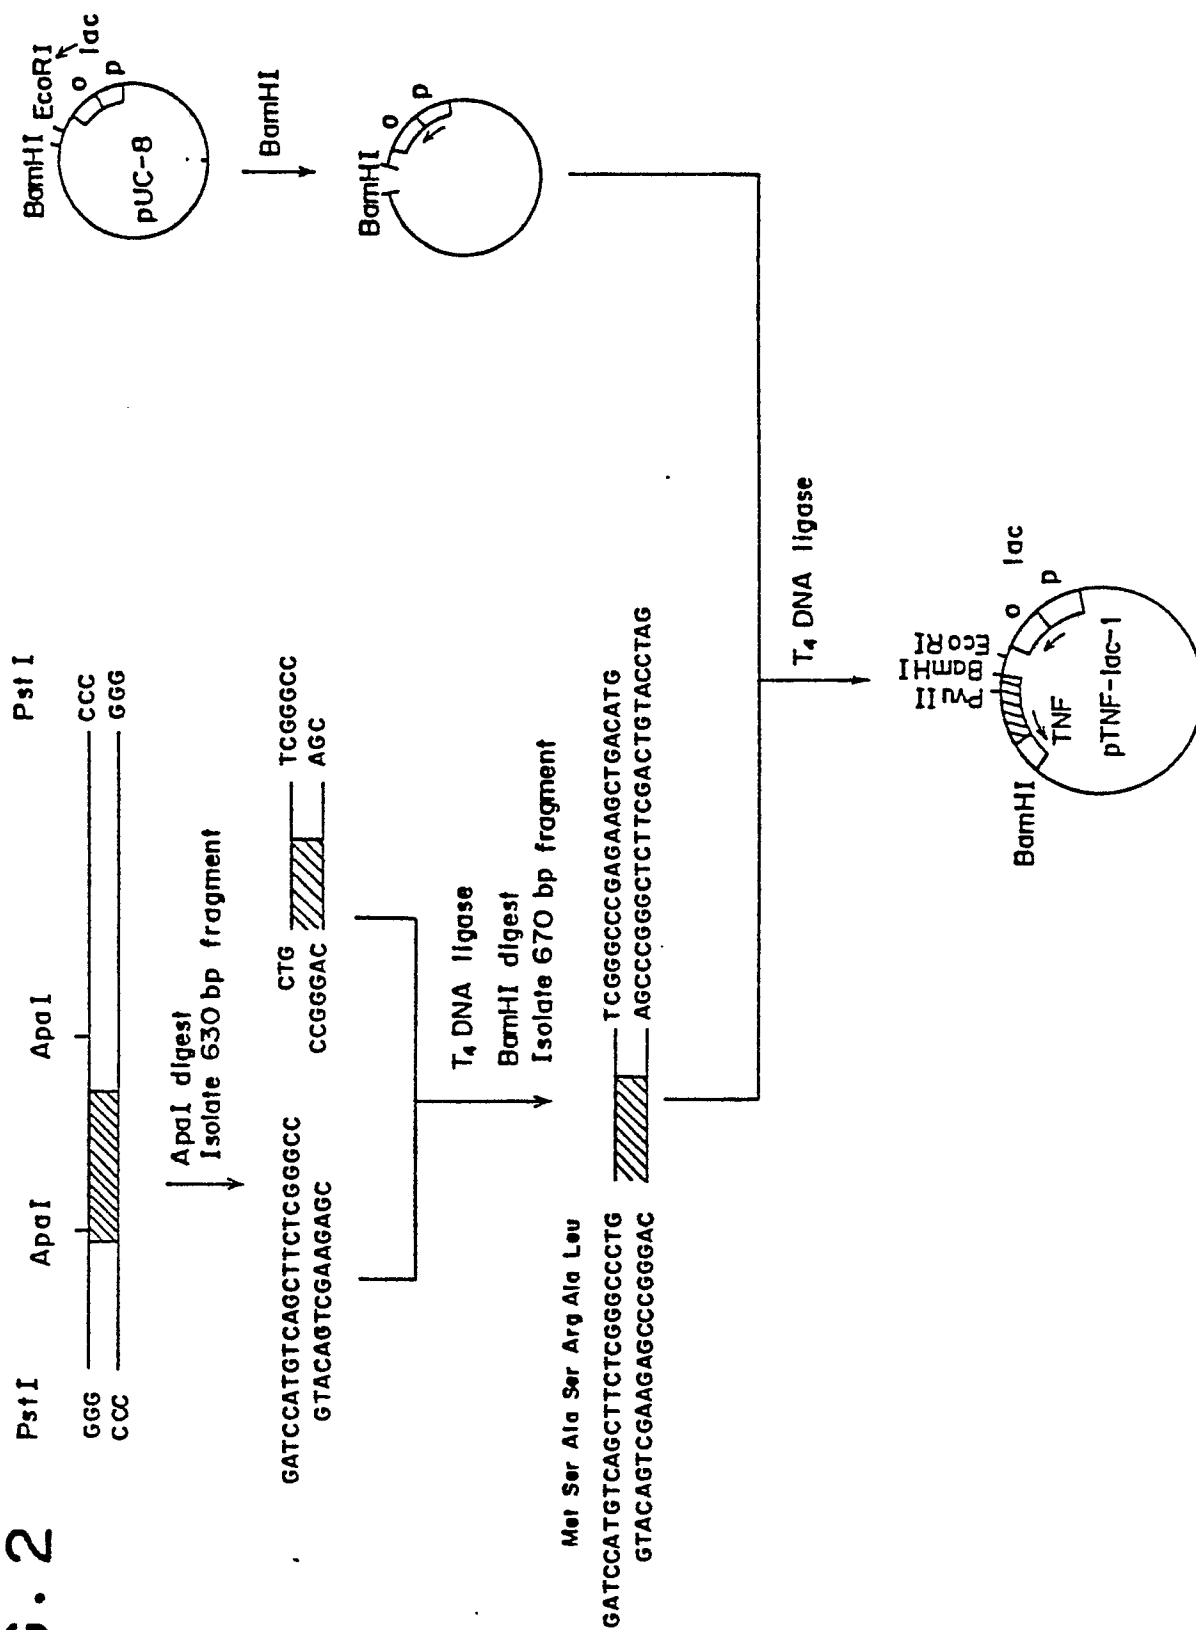 G. 2
Pst I
ApaI
ApaI
Pst I
GGG
CCC
CCC
GGG
ApaI digest
Isolate 630 bp fragment
GATCCATGTCAGCTTCTCGGGCC
GTACAGTCGAAGAGC
CTG
CCGGGAC
TCGGGCC
AGC
T4 DNA ligase
BamHI digest
Isolate 670 bp fragment
Met Ser Ala Ser Arg Ala Leu
GATCCATGTCAGCTTCTCGGGCCCTG
GTACAGTCGAAGAGCCCGGGAC
TCGGGCCCGAGAAGCTGACATG
AGCCCGGGCTCTTCGACTGTACCTAG
BamHI
EcoRI
lac
o
p
pUC-8
BamHI
BamHI
o
p
T4 DNA ligase
BamHI
PvuII
BamHI
EcoRI
o
p
lac
TNF
pTNF-lac-1